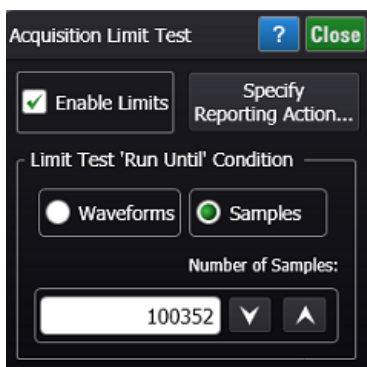 Acquisition Limit Test
?
Close
Enable Limits
Specify
Reporting Action...
Limit Test 'Run Until' Condition
Waveforms
Samples
Number of Samples:
100352